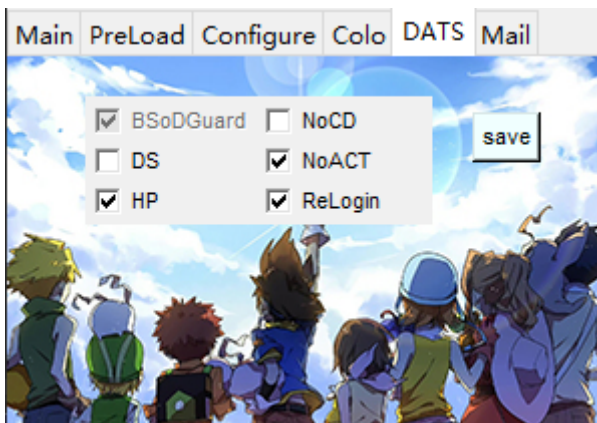 Main PreLoad Configure Colo DATS Mail
BSoDGuard NoCD
save
DS NoACT
HP ReLogin